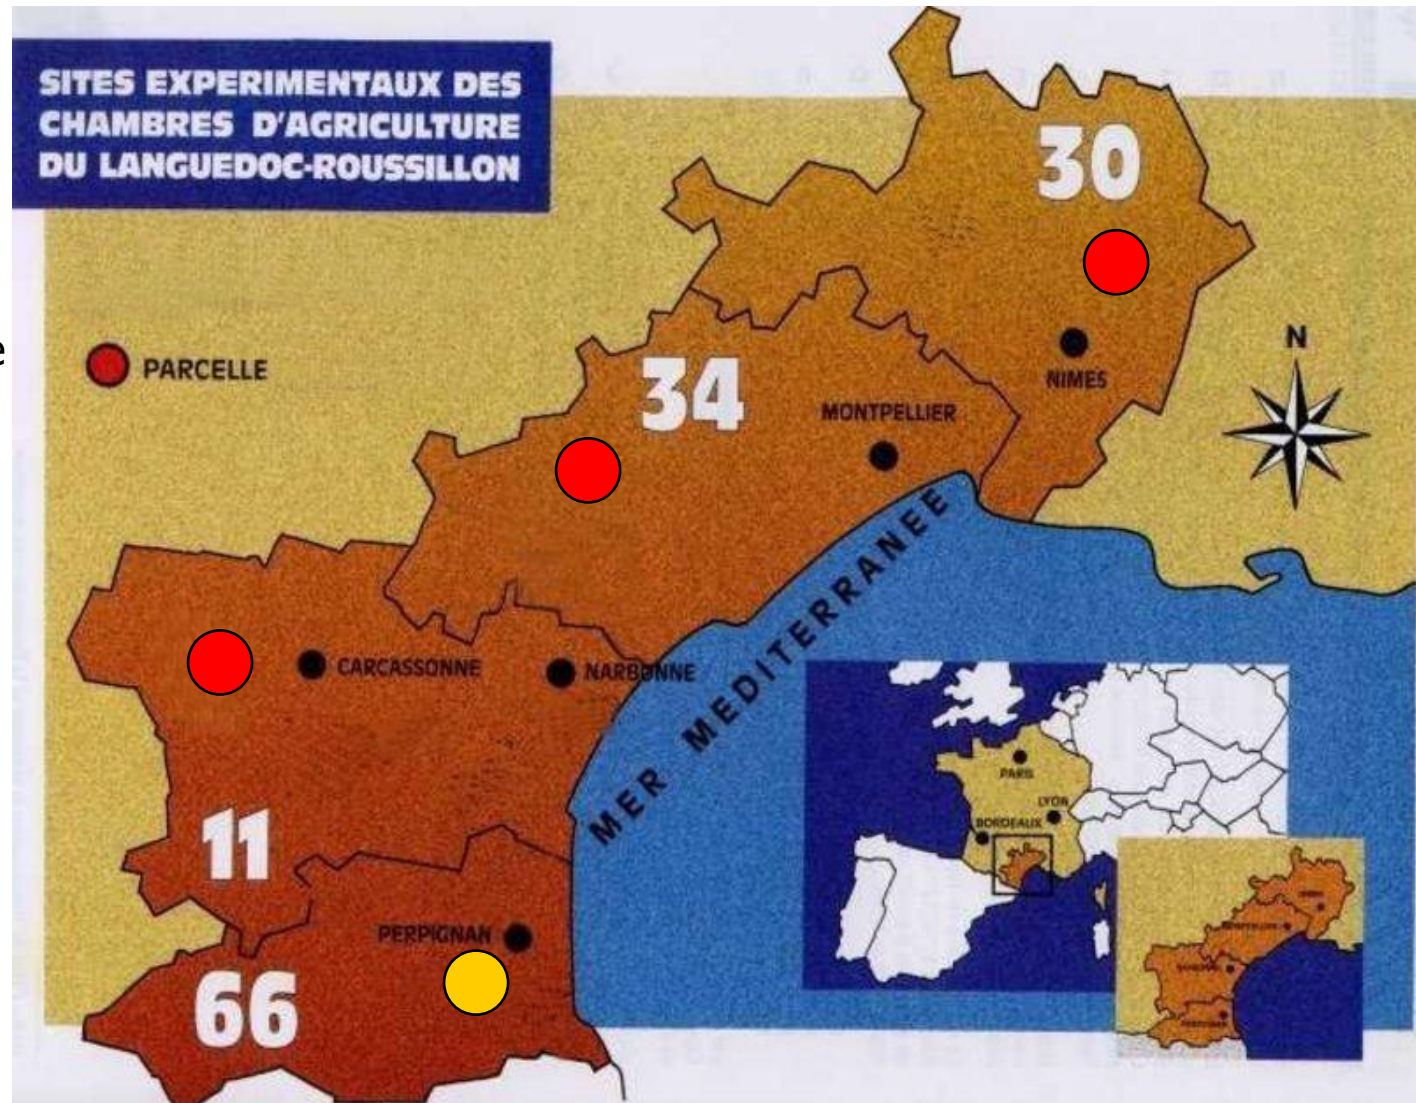 SITES EXPERIMENTAUX DES
CHAMBRES D'AGRICULTURE
DU LANGUEDOC-ROUSSILLON
30
e
PARCELLE
N
NIMES
34
MONTPELLIER
CARCASSONNE
NARBONNE
MER MEDITERRANEE
PARIS
LYON
BORDEAUX
11
PERPIGNAN
66